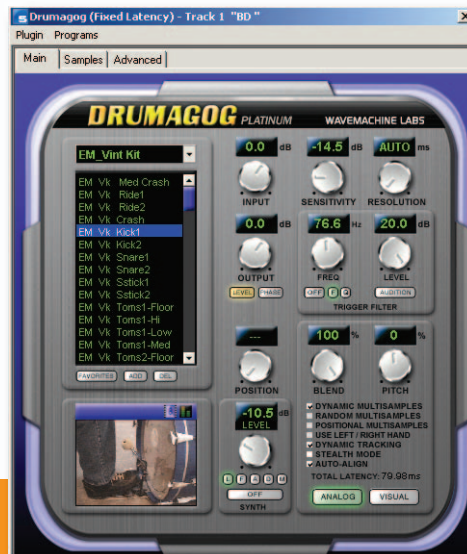 Drumagog (Fixed Latency) - Track 1 "BD"
Plugin Programs
Main Samples Advanced
DRUMAGOG PLATINUM WAVEMACHINE LABS
EM_Vint Kit
EM Vk Med Crash
EM Vk Ride1
EM Vk Ride2
EM Vk Crash
EM Vk Kick1
EM Vk Kick2
EM Vk Snare1
EM Vk Snare2
EM Vk Sstick1
EM Vk Sstick2
EM Vk Toms1-Floor
EM Vk Toms1-Hi
EM Vk Toms1-Low
EM Vk Toms1-Med
EM Vk Toms2-Floor
FAVORITES ADD DEL
0.0 dB -14.5 dB AUTO ms
INPUT SENSITIVITY RESOLUTION
0.0 dB 76.6 Hz 20.0 dB
OUTPUT FREQ LEVEL
LEVEL PHASE OFF F Q AUDITION
TRIGGER FILTER
--- 100 % 0 %
POSITION BLEND PITCH
-10.5 dB
LEVEL
OFF
SYNTH
DYNAMIC MULTISAMPLES
RANDOM MULTISAMPLES
POSITIONAL MULTISAMPLES
USE LEFT / RIGHT HAND
DYNAMIC TRACKING
STEALTH MODE
AUTO-ALIGN
TOTAL LATENCY: 79.98ms
ANALOG VISUAL